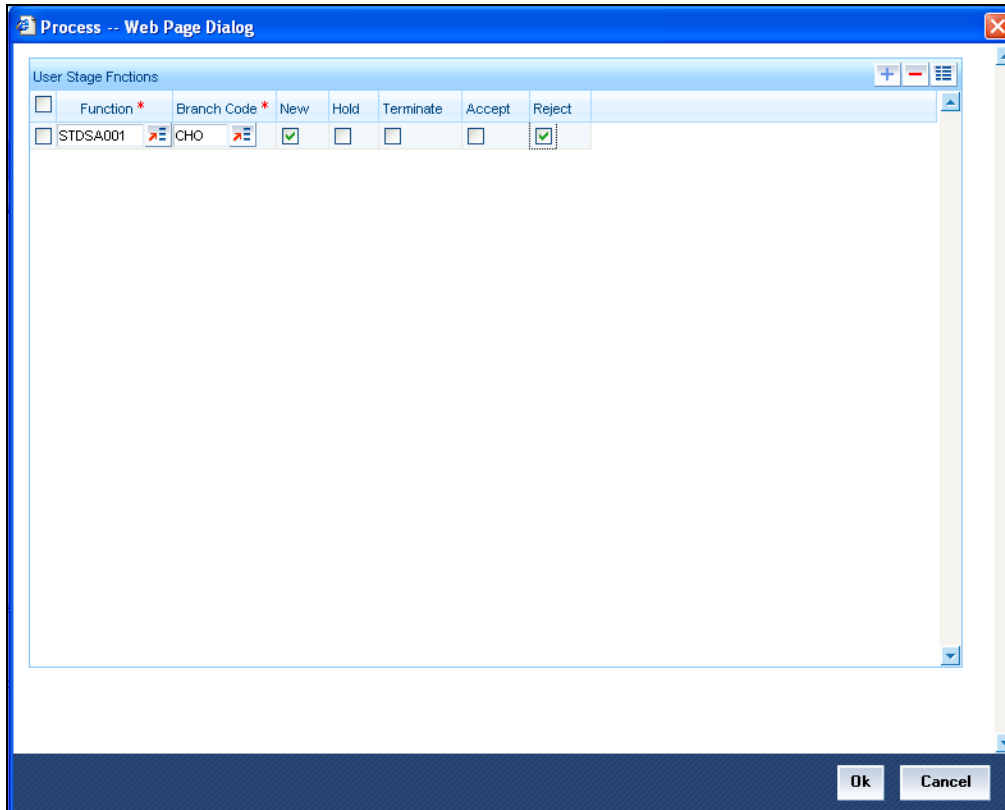 Process -- Web Page Dialog
User Stage Fnctions
Function * Branch Code * New Hold Terminate Accept Reject
STDSA001 CHO
Ok Cancel